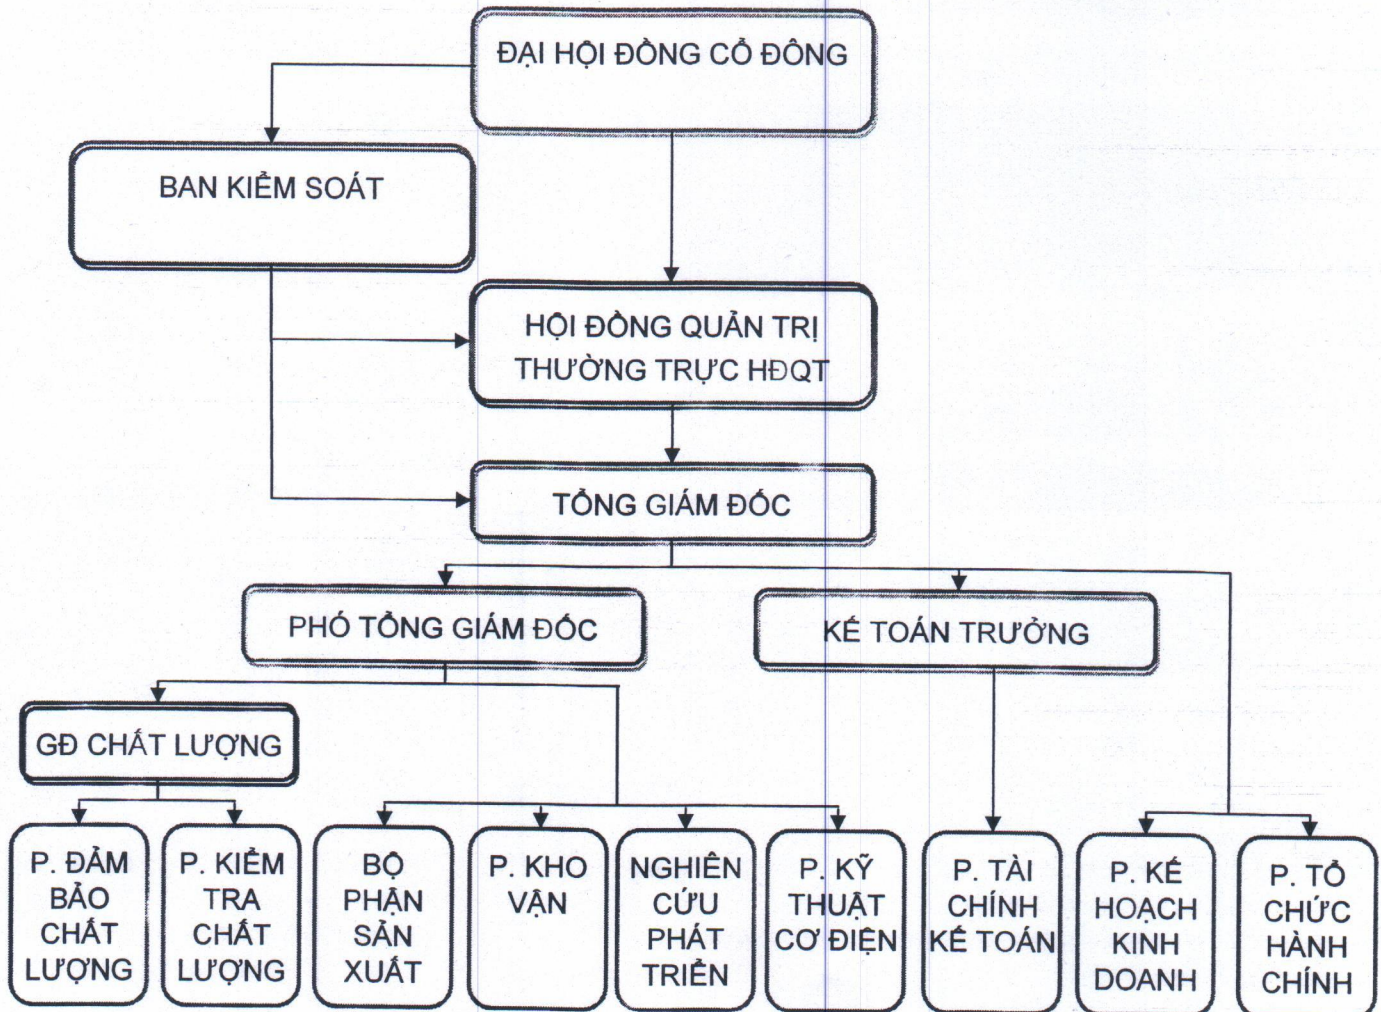 ĐẠI HỘI ĐỒNG CỔ ĐÔNG
BAN KIỂM SOÁT
HỘI ĐỒNG QUẢN TRỊ
THƯỜNG TRỰC HĐQT
TỔNG GIÁM ĐỐC
PHÓ TỔNG GIÁM ĐỐC
KẾ TOÁN TRƯỞNG
GĐ CHẤT LƯỢNG
P. ĐẢM
BẢO
CHẤT
LƯỢNG
P. KIỂM
TRA
CHẤT
LƯỢNG
BỘ
PHẬN
SẢN
XUẤT
P. KHO
VẬN
NGHIÊN
CỨU
PHÁT
TRIỂN
P. KỸ
THUẬT
CƠ ĐIỆN
P. TÀI
CHÍNH
KẾ TOÁN
P. KẾ
HOẠCH
KINH
DOANH
P. TỔ
CHỨC
HÀNH
CHÍNH